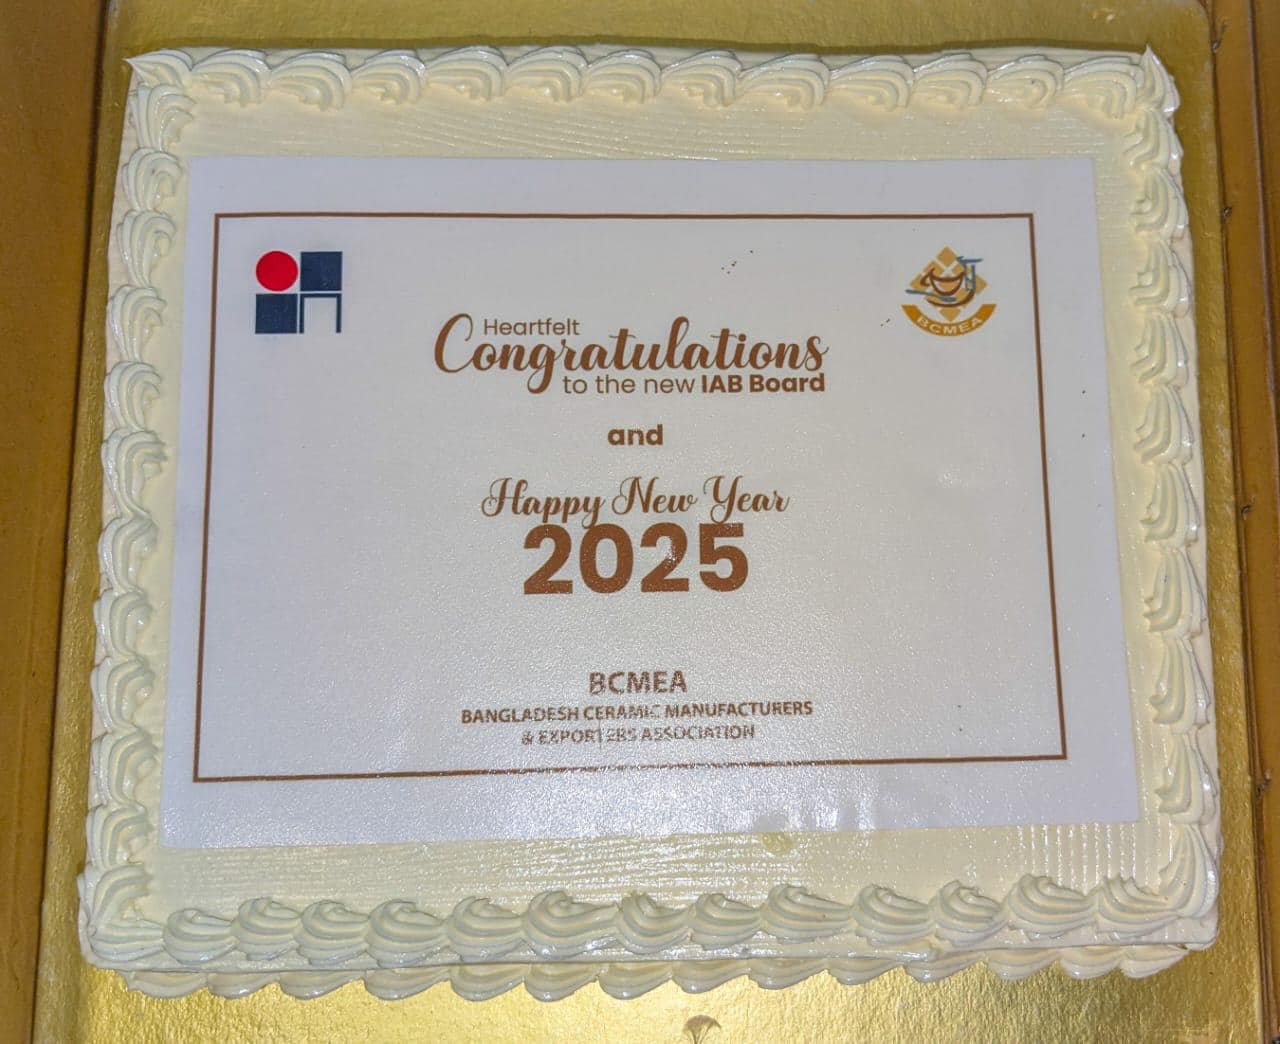 Heartfelt
Congratulations
to the new IAB Board
and
Happy New Year
2025
BCMEA
BCMEA
BANGLADESH CERAMIC MANUFACTURERS
& EXPORTERS ASSOCIATION